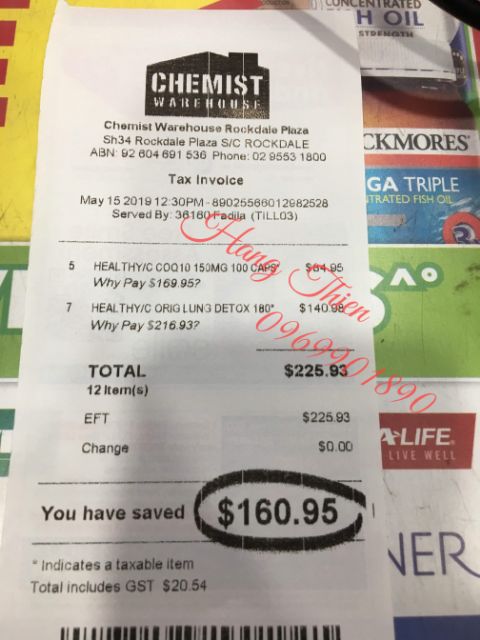 CONCENTRATED
H OIL
STRENGTH
CHEMIST
WAREHOUSE
Chemist Warehouse Rockdale Plaza
Sh34 Rockdale Plaza S/C ROCKDALE
ABN: 92 604 691 536 Phone: 02 9553 1800
Tax Invoice
May 15 2019 12:30PM - 89025566012982528
Served By: 36160 Fadila (TILL03)
5 HEALTHY/C COQ10 150MG 100 CAPS* $84.95
Why Pay $169.95?
7 HEALTHY/C ORIG LUNG DETOX 180* $140.98
Why Pay $216.93?
TOTAL $225.93
12 Item(s)
EFT $225.93
Change $0.00
You have saved $160.95
* Indicates a taxable item
Total includes GST $20.54
Hang Thien
0969901890
CKMORES
GA TRIPLE
TRATED FISH OIL
A-LIFE
LIVE WELL
NER